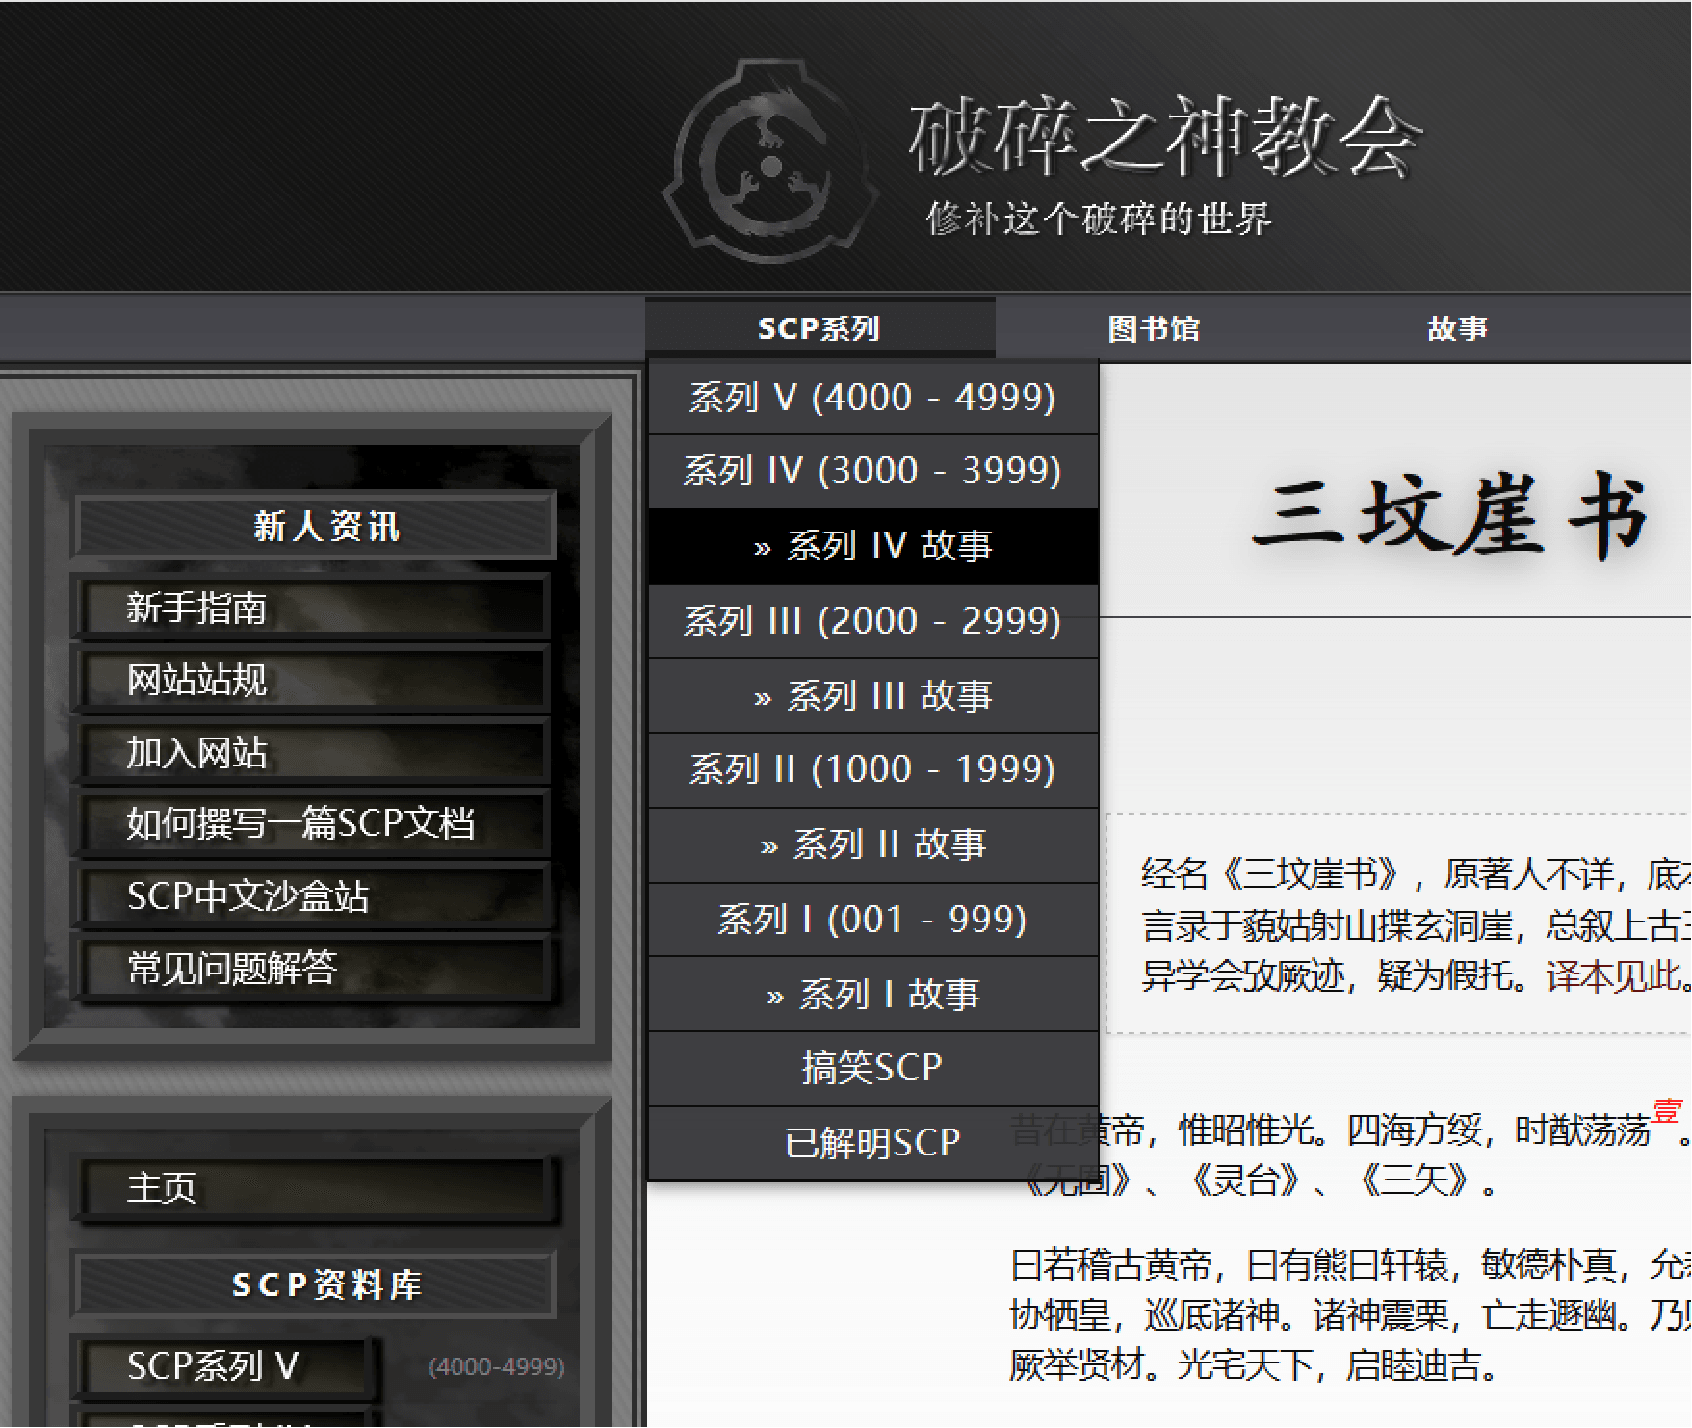 破碎之神教会
修补这个破碎的世界
SCP系列
图书馆
故事
系列 V (4000 - 4999)
系列 IV (3000 - 3999)
» 系列 IV 故事
系列 III (2000 - 2999)
» 系列 III 故事
系列 II (1000 - 1999)
» 系列 II 故事
系列 I (001 - 999)
» 系列 I 故事
搞笑SCP
已解明SCP
新人资讯
新手指南
网站站规
加入网站
如何撰写一篇SCP文档
SCP中文沙盒站
常见问题解答
主页
SCP资料库
SCP系列 V
(4000-4999)
三坟崖书
经名《三坟崖书》，原著人不详，底
言录于藐姑射山揲玄洞崖，总叙上古
异学会攷厥迹，疑为假托。译本见此。
昔在黄帝，惟昭惟光。四海方绥，时猷荡荡壹。
《无圃》、《灵台》、《三矢》。
曰若稽古黄帝，曰有熊曰轩辕，敏德朴真，允
协牺皇，巡厎诸神。诸神震栗，亡走遯幽。乃
厥举贤材。光宅天下，启睦迪吉。